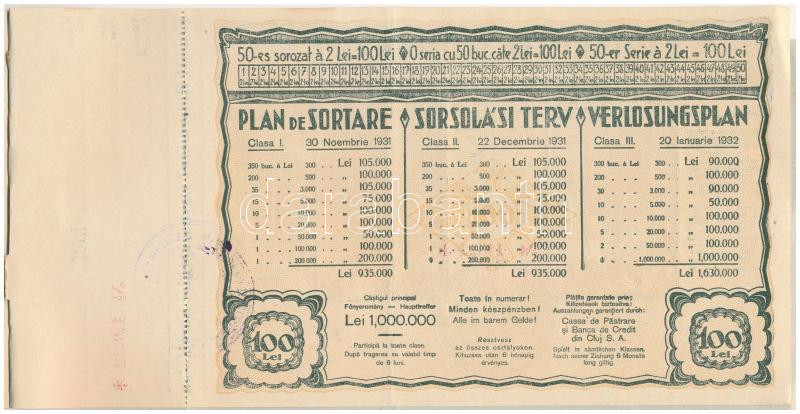 50-es sorozat à 2 Lei=100 Lei ◆ O seria cu 50 buc. câte 2 Lei=100 Lei ◆ 50-er Serie à 2 Lei = 100 Lei
1 2 3 4 5 6 7 8 9 10 11 12 13 14 15 16 17 18 19 20 21 22 23 24 25 26 27 28 29 30 31 32 33 34 35 36 37 38 39 40 41 42 43 44 45 46 47 48 49 50
PLAN DE SORTARE
Clasa I. 30 Noembrie 1931
350 buc. à Lei 300 Lei 105.000
200 . . . 500 „ 100.000
35 . . . 3.000 „ 105.000
15 . . . 5.000 „ 75.000
10 . . . 10.000 „ 100.000
5 . . . 20.000 „ 100.000
1 . . . 50.000 „ 50.000
1 . . . 100.000 „ 100.000
1 . . . 200.000 „ 200.000
Lei 935.000
SORSOLÁSI TERV
Clasa II. 22 Decembrie 1931
350 buc. à Lei 300 Lei 105.000
200 . . . 500 „ 100.000
35 . . . 3.000 „ 105.000
15 . . . 5.000 „ 75.000
10 . . . 10.000 „ 100.000
5 . . . 20.000 „ 100.000
1 . . . 50.000 „ 50.000
1 . . . 100.000 „ 100.000
1 . . . 200.000 „ 200.000
Lei 935.000
VERLOSUNGSPLAN
Clasa III. 20 Ianuarie 1932
300 buc. à Lei 300 Lei 90.000
200 . . . 500 „ 100.000
30 . . . 3.000 „ 90.000
10 . . . 5.000 „ 50.000
10 . . . 10.000 „ 100.000
5 . . . 20.000 „ 100.000
2 . . . 50.000 „ 100.000
0 . . . 1,000.000 „ 1,000.000
Lei 1,630.000
darabanth
100
Lei
Câştigul principal
Főnyeremény — Haupttreffer
Lei 1,000.000
Participă la toate clase.
După tragerea se valabil timp
de 6 luni.
Toate în numerar!
Minden készpénzben!
Alle im barem Gelde!
Resztvesz
az összes osztályokon.
Kihuzása után 6 hónapig
érvényes.
Plăţile garantate prin:
Kifizetések biztositva:
Auszahlungen garantiert durch:
Cassa de Păstrare
şi Banca de Credit
din Cluj S. A.
Spielt in sämtlichen Klassen.
Nach seiner Ziehung 6 Monate
lang giltig.
100
Lei